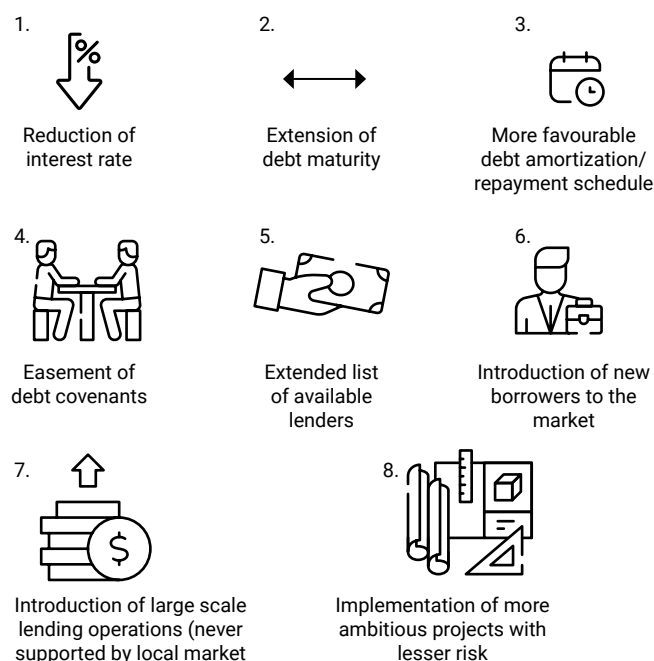 1.
Reduction of
interest rate
2.
Extension of
debt maturity
3.
More favourable
debt amortization/
repayment schedule
4.
Easement of
debt covenants
5.
Extended list
of available
lenders
6.
Introduction of new
borrowers to the
market
7.
$
Introduction of large scale
lending operations (never
supported by local market
8.
Implementation of more
ambitious projects with
lesser risk